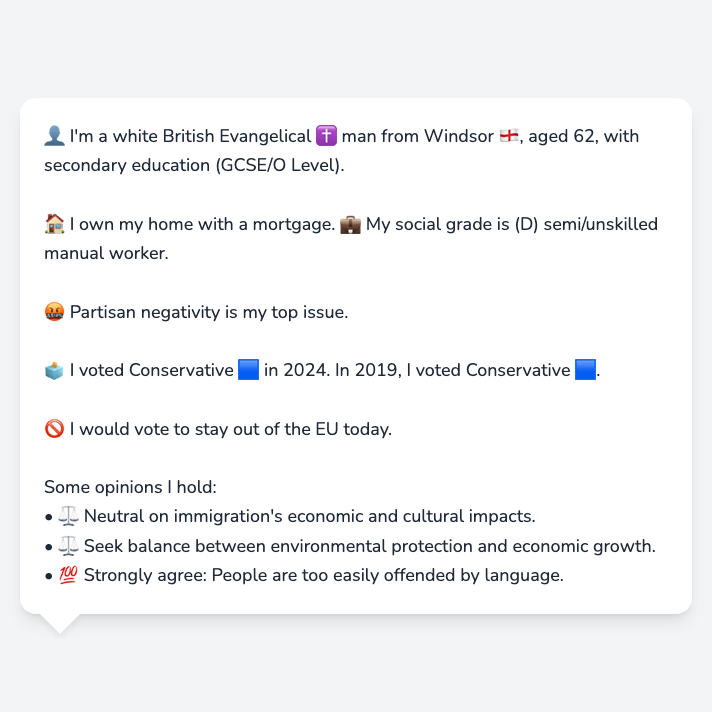 👤 I'm a white British Evangelical ✝️ man from Windsor 🏴󠁧󠁢󠁥󠁮󠁧󠁿, aged 62, with
secondary education (GCSE/O Level).
🏠 I own my home with a mortgage. 💼 My social grade is (D) semi/unskilled
manual worker.
🤬 Partisan negativity is my top issue.
🗳️ I voted Conservative 🟦 in 2024. In 2019, I voted Conservative 🟦.
🚫 I would vote to stay out of the EU today.
Some opinions I hold:
• ⚖️ Neutral on immigration's economic and cultural impacts.
• ⚖️ Seek balance between environmental protection and economic growth.
• 💯 Strongly agree: People are too easily offended by language.